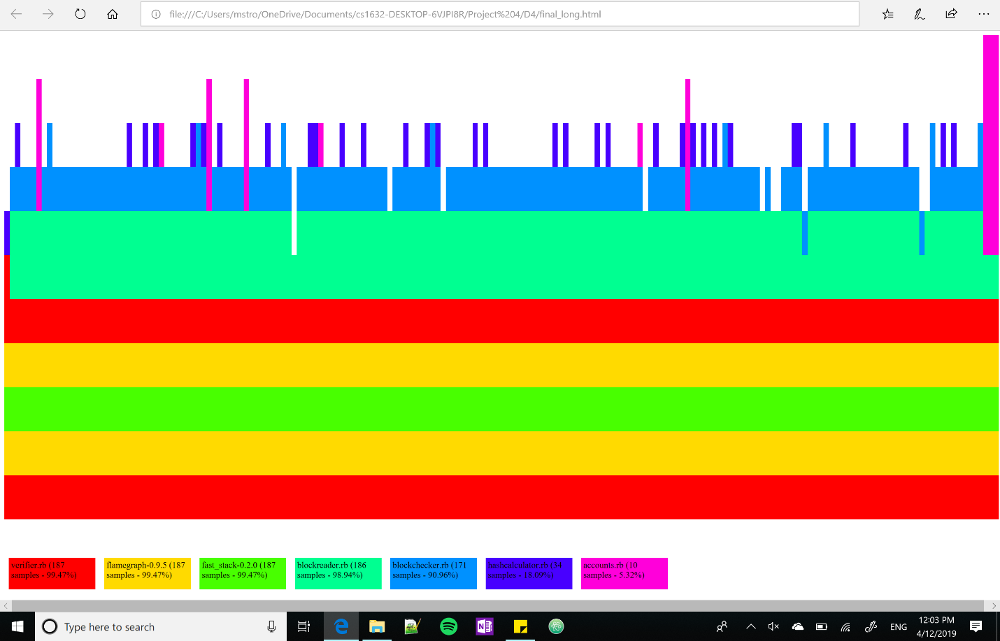 file:///C:/Users/mstro/OneDrive/Documents/cs1632-DESKTOP-6VJPI8R/Project%204/D4/final_long.html
verifier.rb (187
samples - 99.47%)
flamegraph-0.9.5 (187
samples - 99.47%)
fast_stack-0.2.0 (187
samples - 99.47%)
blockreader.rb (186
samples - 98.94%)
blockchecker.rb (171
samples - 90.96%)
hashcalculator.rb (34
samples - 18.09%)
accounts.rb (10
samples - 5.32%)
Type here to search
ENG
12:03 PM
4/12/2019